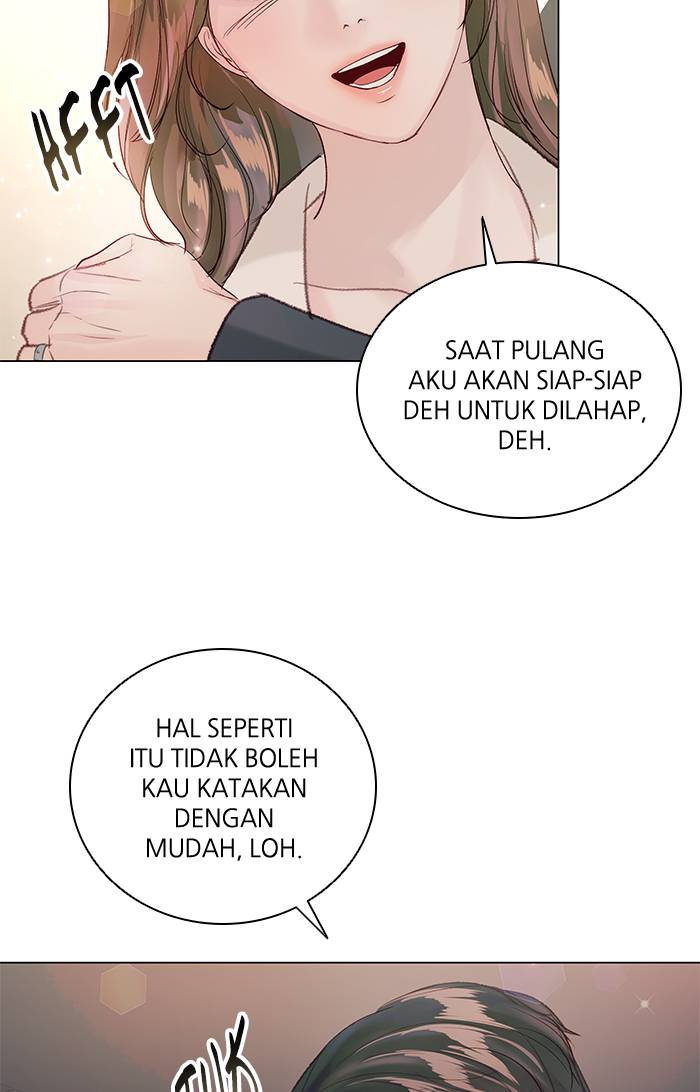 HFFT
SAAT PULANG
AKU AKAN SIAP-SIAP
DEH UNTUK DILAHAP,
DEH.
HAL SEPERTI
ITU TIDAK BOLEH
KAU KATAKAN
DENGAN
MUDAH, LOH.